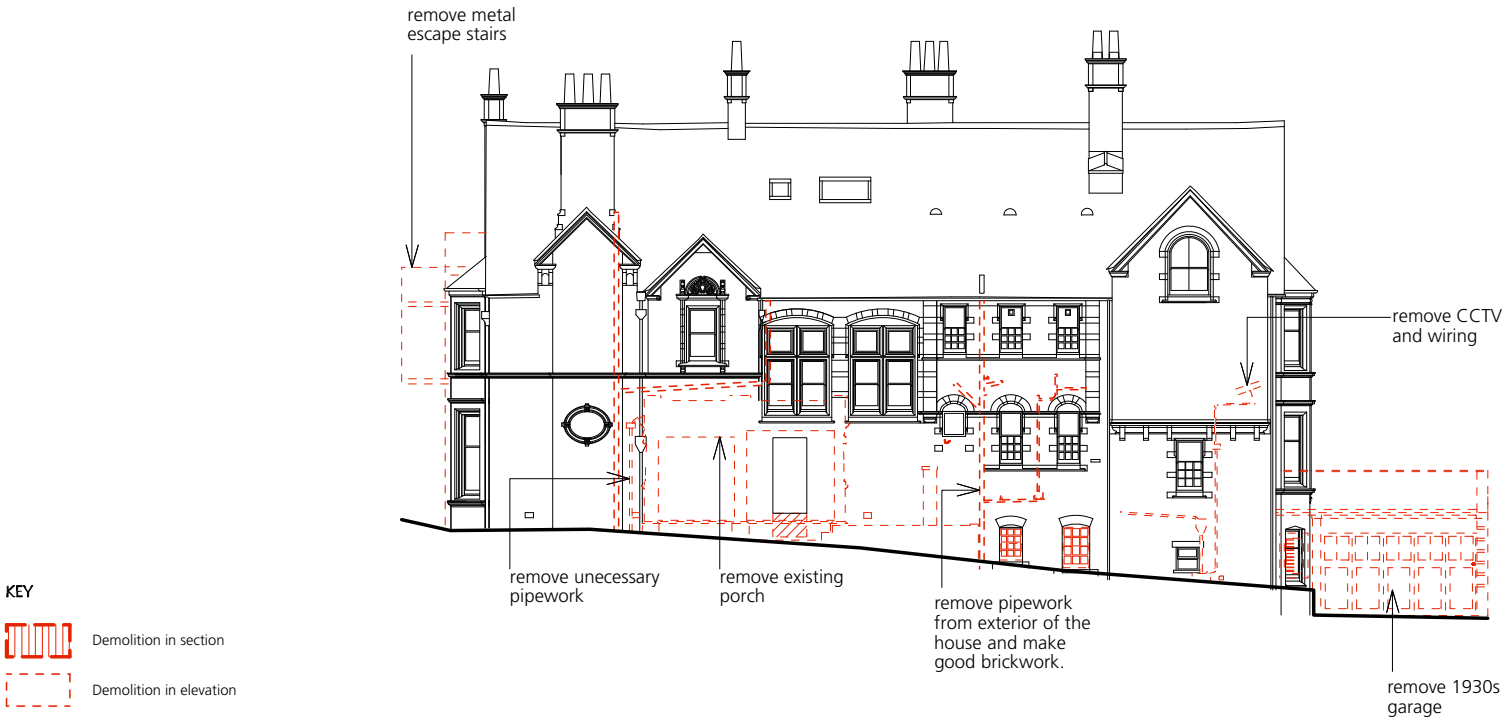 remove metal
escape stairs
remove CCTV
and wiring
remove unecessary
pipework
remove existing
porch
remove pipework
from exterior of the
house and make
good brickwork.
remove 1930s
garage
KEY
Demolition in section
Demolition in elevation